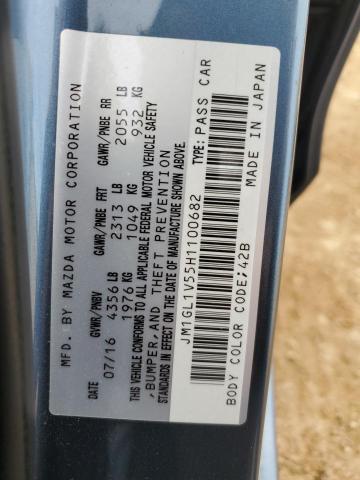 MFD. BY MAZDA MOTOR CORPORATION
DATE GVWR/PNBV GAWR/PNBE FRT GAWR/PNBE RR
07/16 4356 LB 2313 LB 2055 LB
1976 KG 1049 KG 932 KG
THIS VEHICLE CONFORMS TO ALL APPLICABLE FEDERAL MOTOR VEHICLE SAFETY
,BUMPER,AND THEFT PREVENTION
STANDARDS IN EFFECT ON THE DATE OF MANUFACTURE SHOWN ABOVE.
JM1GL1V55H1100682 TYPE: PASS CAR
BODY COLOR CODE;42B MADE IN JAPAN